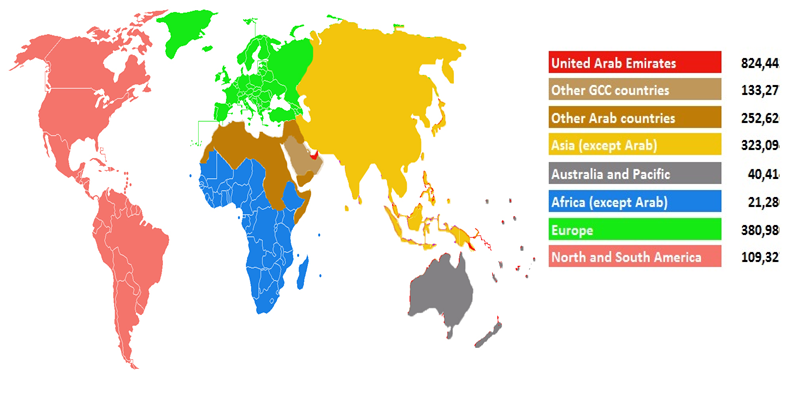 United Arab Emirates 824,44
Other GCC countries 133,27
Other Arab countries 252,62
Asia (except Arab) 323,09
Australia and Pacific 40,41
Africa (except Arab) 21,28
Europe 380,98
North and South America 109,32